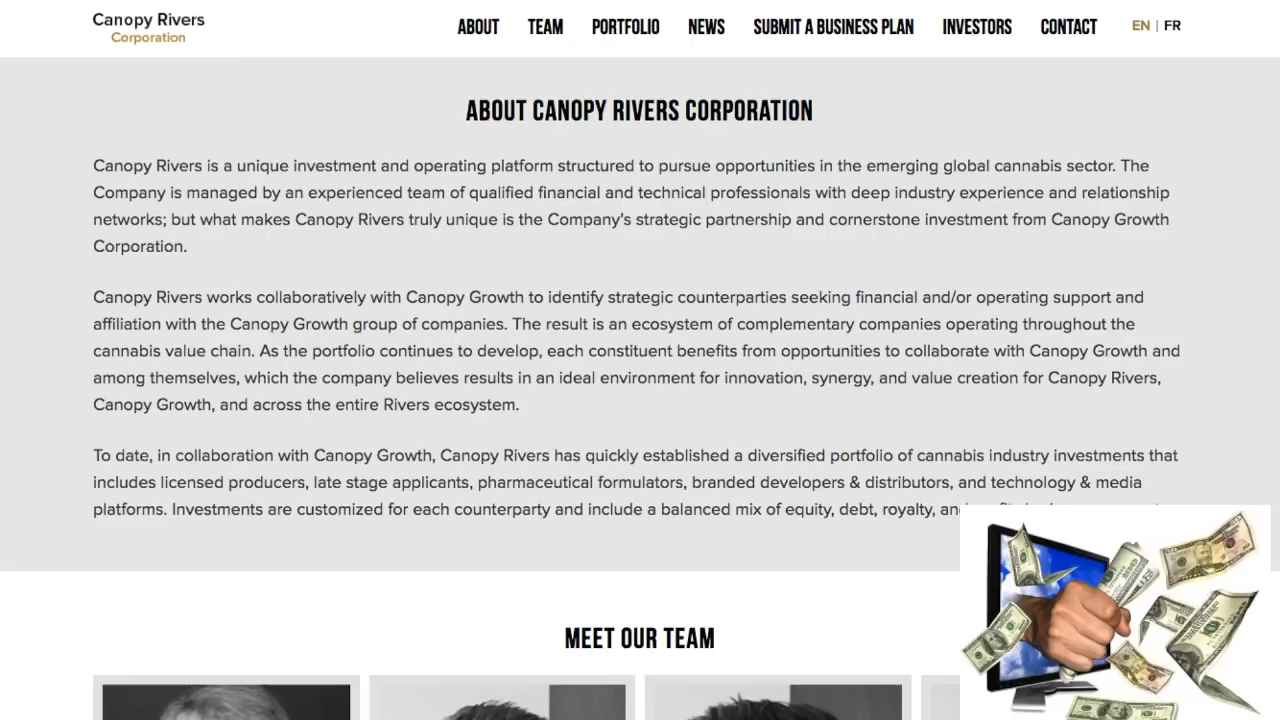 Canopy Rivers
Corporation
ABOUT TEAM PORTFOLIO NEWS SUBMIT A BUSINESS PLAN INVESTORS CONTACT EN | FR
ABOUT CANOPY RIVERS CORPORATION
Canopy Rivers is a unique investment and operating platform structured to pursue opportunities in the emerging global cannabis sector. The
Company is managed by an experienced team of qualified financial and technical professionals with deep industry experience and relationship
networks; but what makes Canopy Rivers truly unique is the Company's strategic partnership and cornerstone investment from Canopy Growth
Corporation.
Canopy Rivers works collaboratively with Canopy Growth to identify strategic counterparties seeking financial and/or operating support and
affiliation with the Canopy Growth group of companies. The result is an ecosystem of complementary companies operating throughout the
cannabis value chain. As the portfolio continues to develop, each constituent benefits from opportunities to collaborate with Canopy Growth and
among themselves, which the company believes results in an ideal environment for innovation, synergy, and value creation for Canopy Rivers,
Canopy Growth, and across the entire Rivers ecosystem.
To date, in collaboration with Canopy Growth, Canopy Rivers has quickly established a diversified portfolio of cannabis industry investments that
includes licensed producers, late stage applicants, pharmaceutical formulators, branded developers & distributors, and technology & media
platforms. Investments are customized for each counterparty and include a balanced mix of equity, debt, royalty,
MEET OUR TEAM